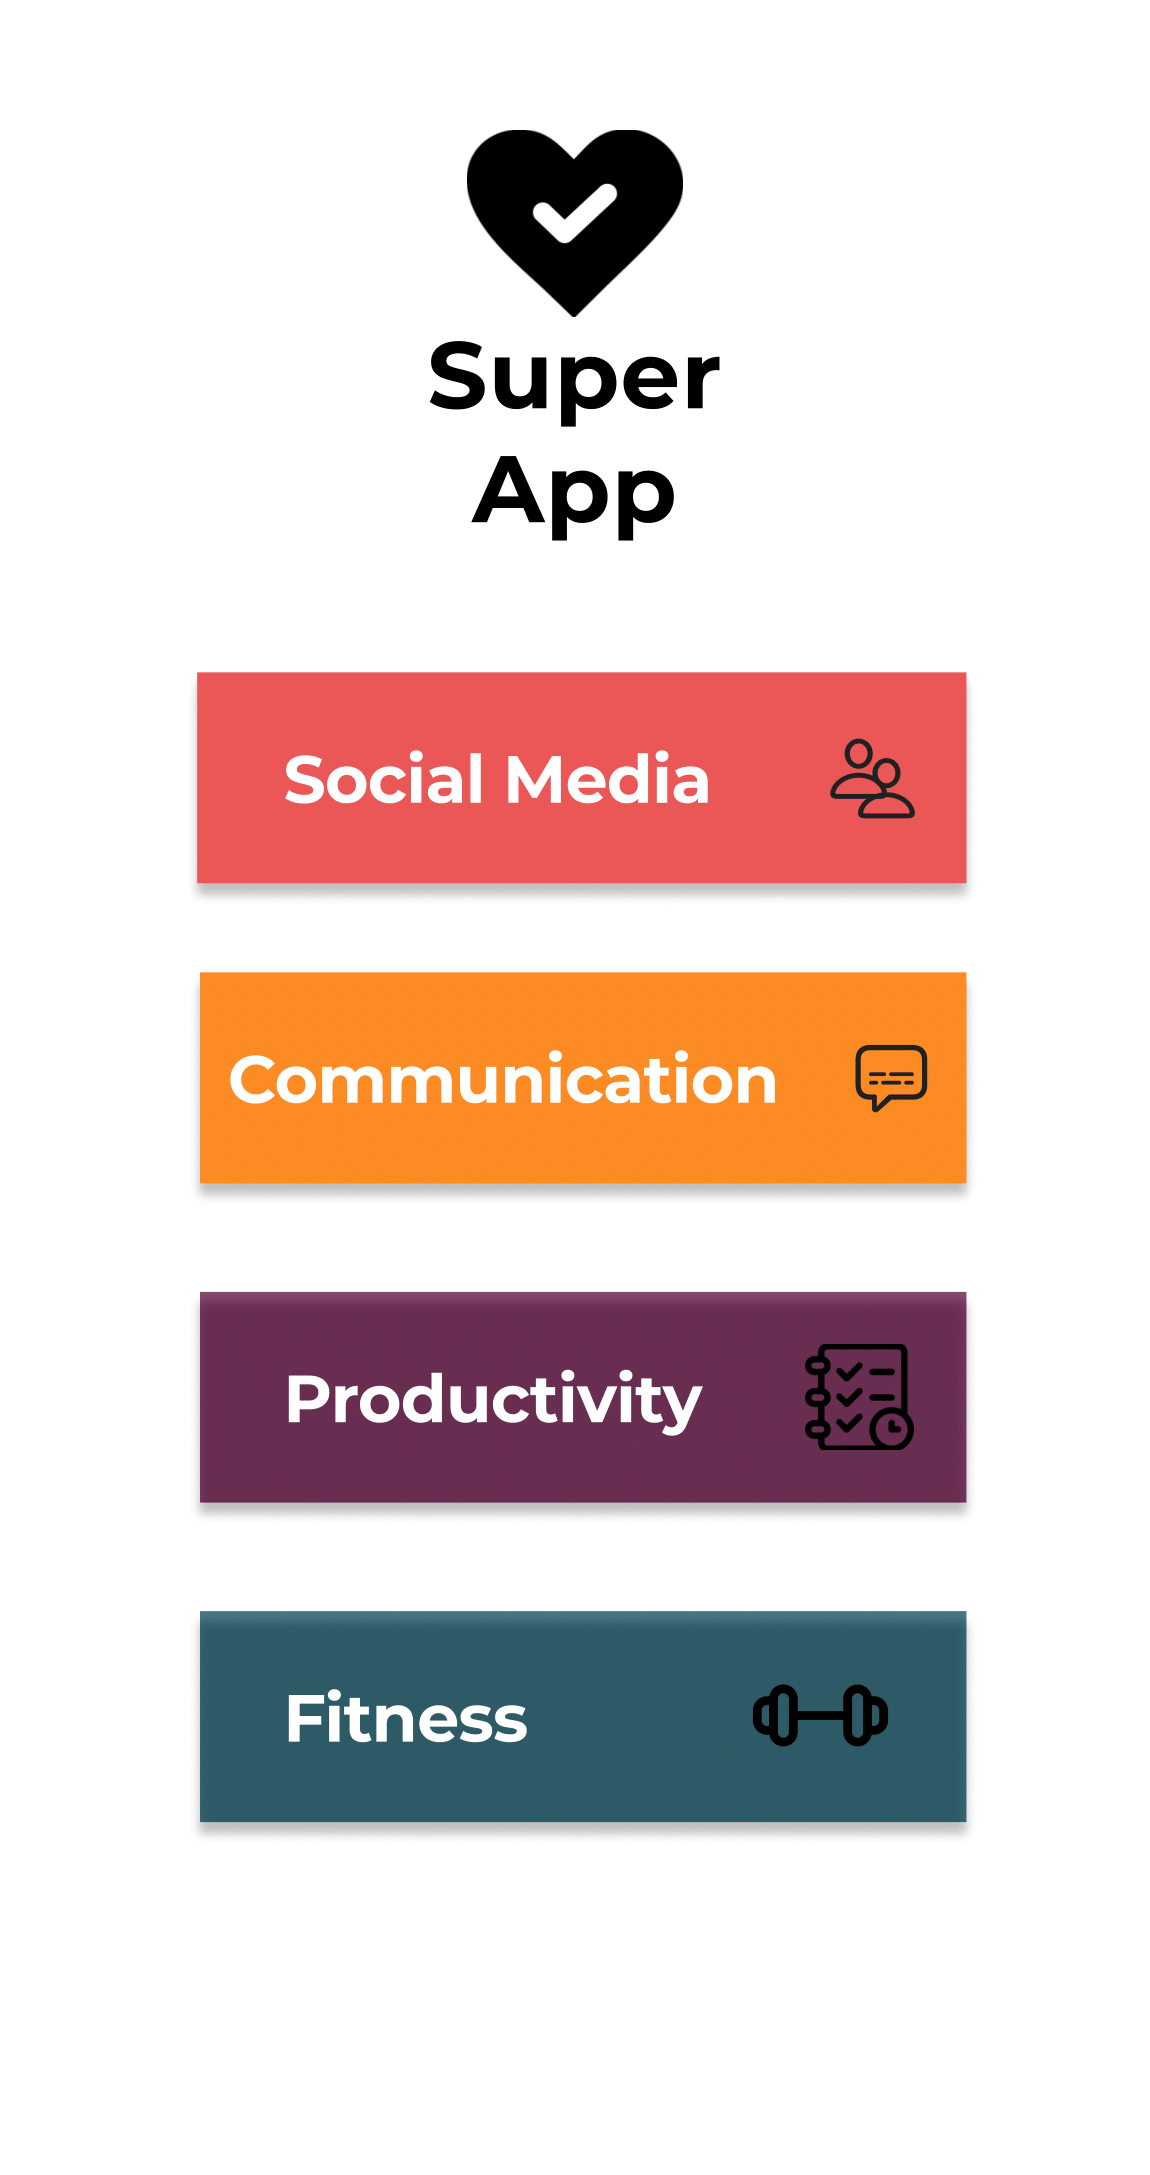 Super
App
Social Media
Communication
Productivity
Fitness